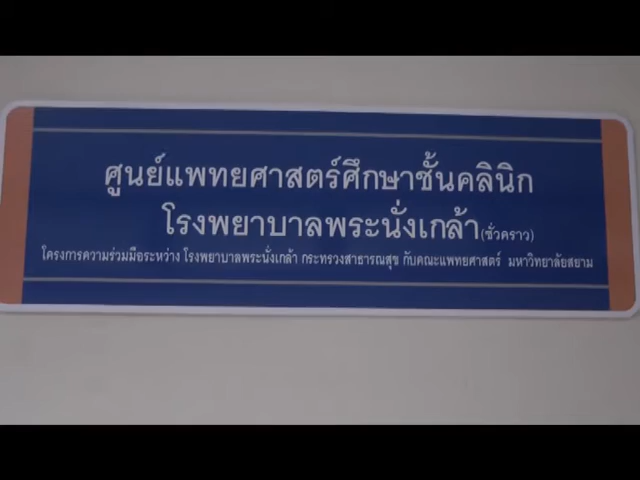 ศูนย์แพทยศาสตร์ศึกษาชั้นคลินิก
โรงพยาบาลพระนั่งเกล้า(ชั่วคราว)
โครงการความร่วมมือระหว่าง โรงพยาบาลพระนั่งเกล้า กระทรวงสาธารณสุข กับคณะแพทยศาสตร์ มหาวิทยาลัยสยาม